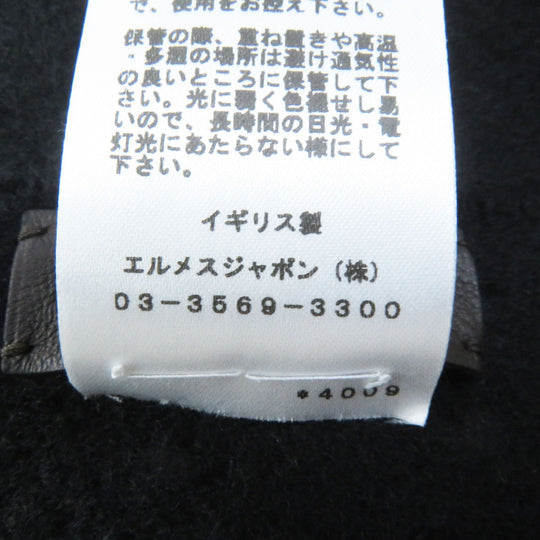 で、使用をお控え下さい。
保管の際、重ね置きや高温
・多湿の場所は避け通気性
の良いところに保管して下
さい。光に弱く色褪せし易
いので、長時間の日光・電
灯光にあたらない様にして
下さい。
イギリス製
エルメスジャポン（株）
03-3569-3300
*4009